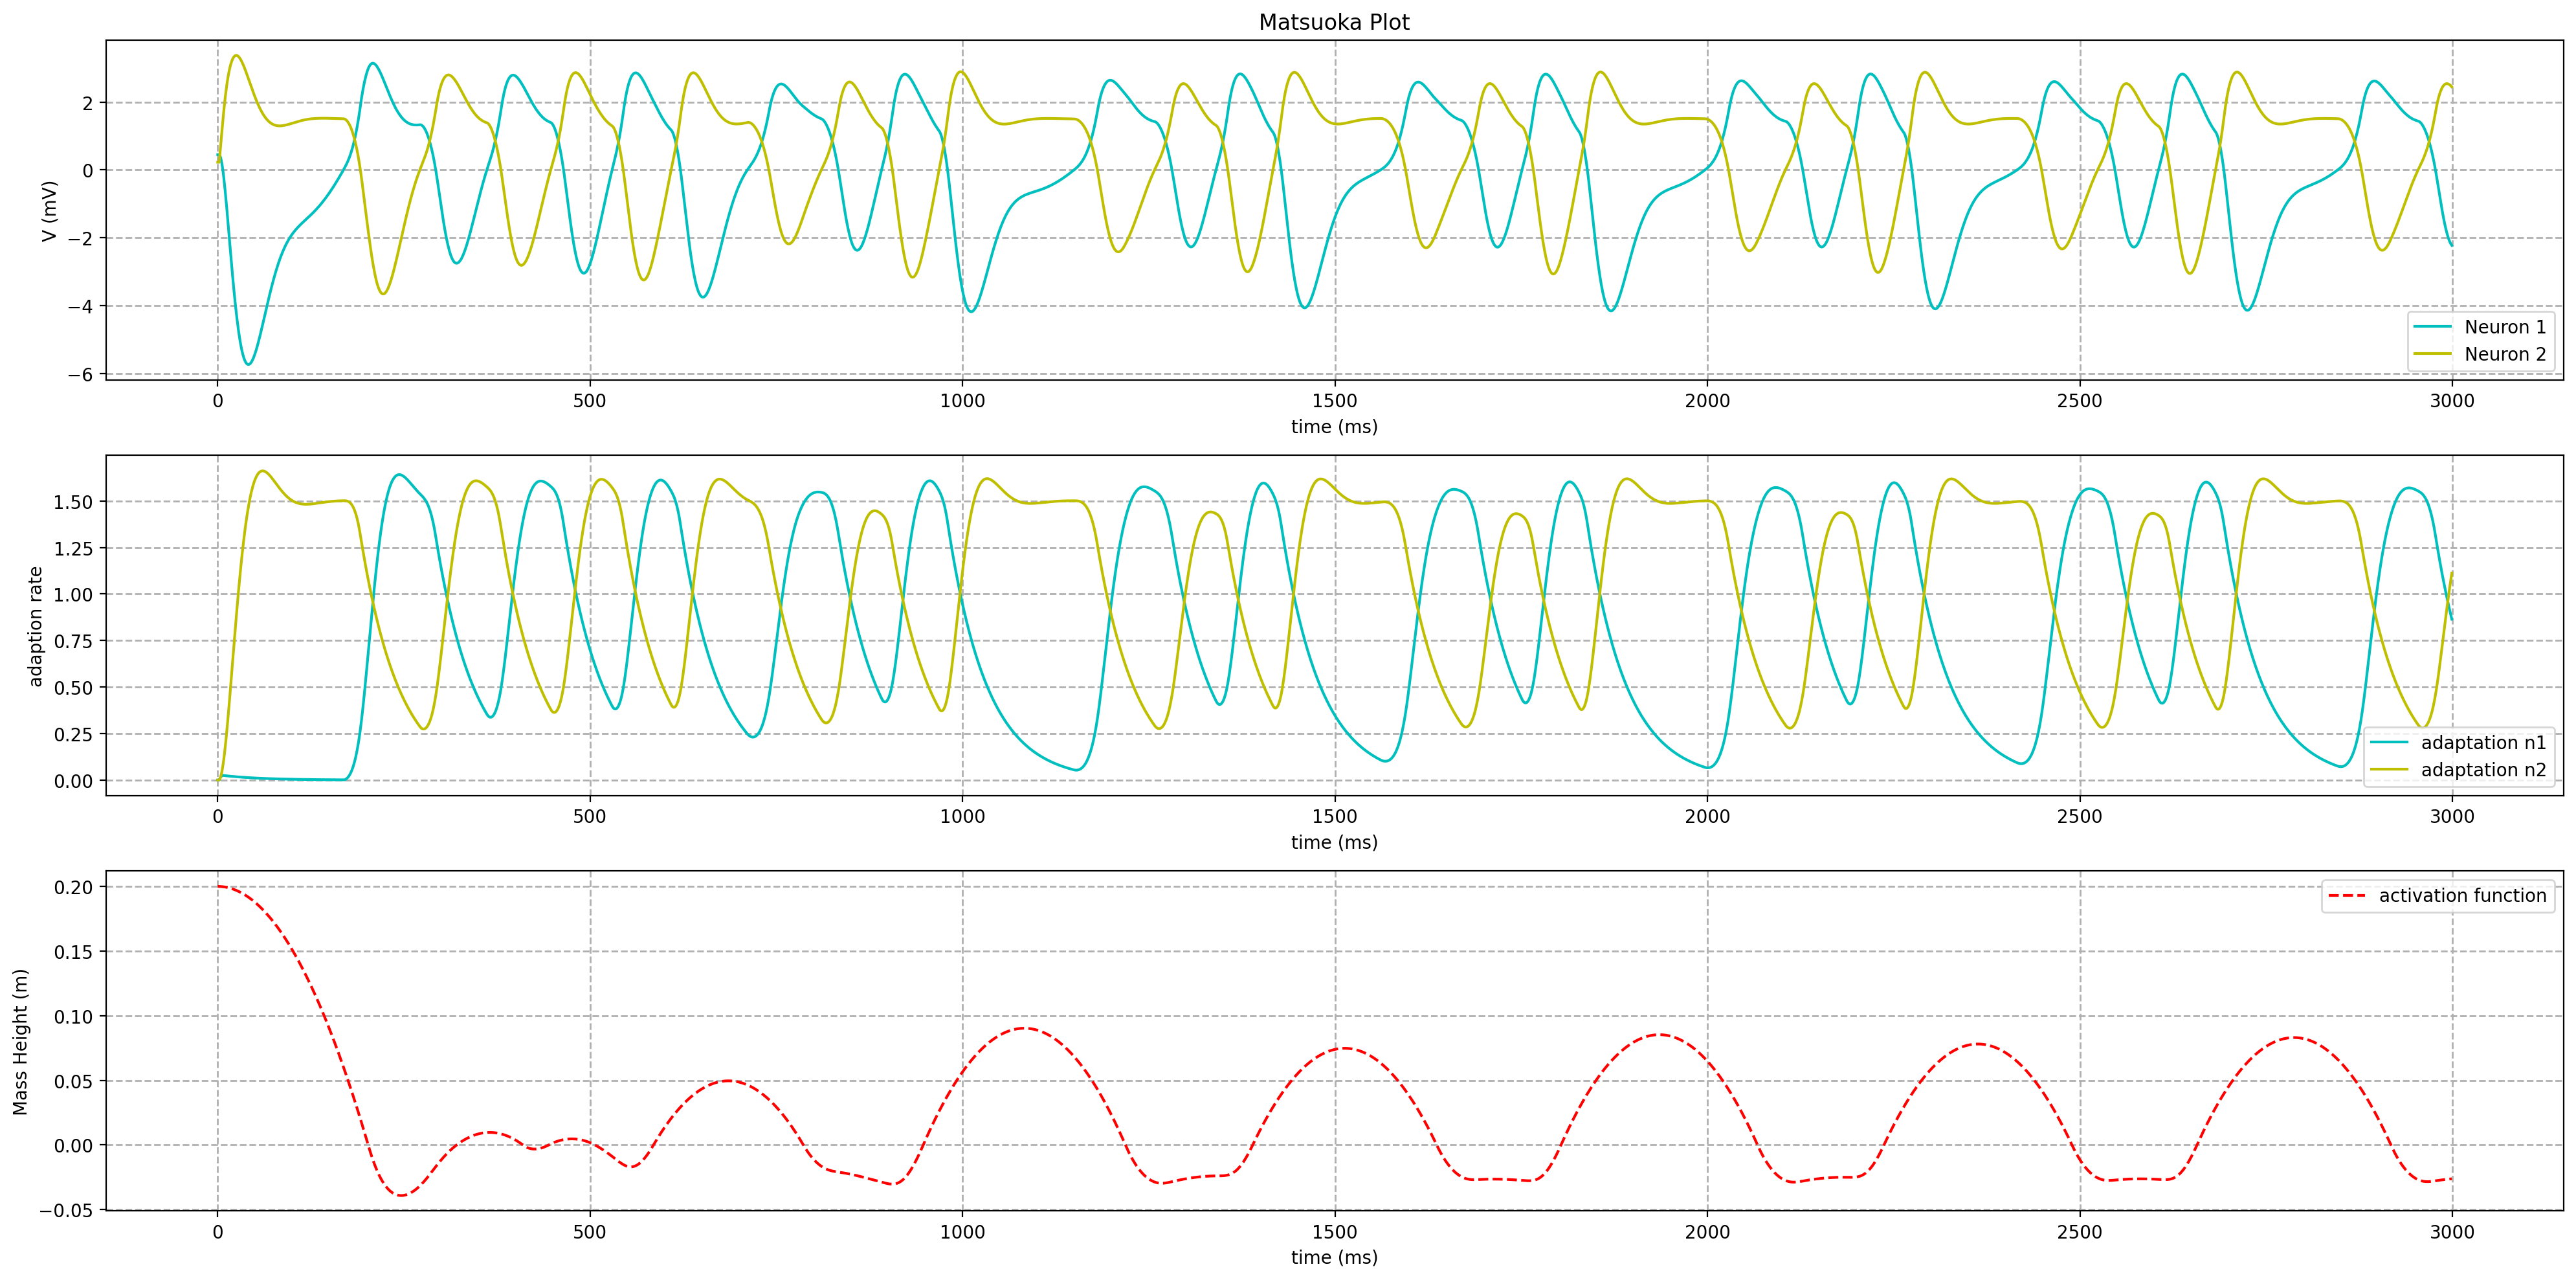 Matsuoka Plot
V (mV)
2
0
−2
−4
−6
Neuron 1
Neuron 2
0 500 1000 1500 2000 2500 3000
time (ms)
adaption rate
1.50
1.25
1.00
0.75
0.50
0.25
0.00
adaptation n1
adaptation n2
0 500 1000 1500 2000 2500 3000
time (ms)
Mass Height (m)
0.20
0.15
0.10
0.05
0.00
−0.05
activation function
0 500 1000 1500 2000 2500 3000
time (ms)